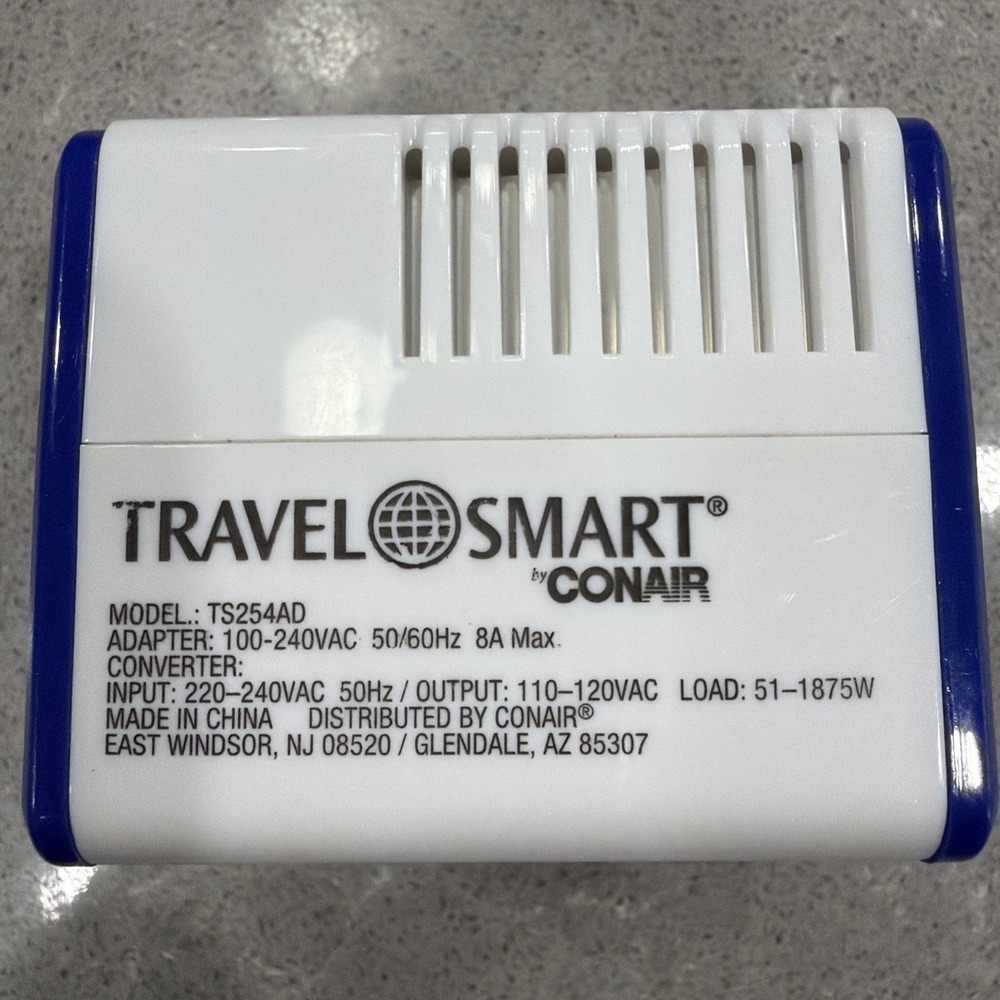 TRAVEL SMART®
by CONAIR
MODEL.: TS254AD
ADAPTER: 100-240VAC 50/60Hz 8A Max.
CONVERTER:
INPUT: 220–240VAC 50Hz / OUTPUT: 110–120VAC LOAD: 51–1875W
MADE IN CHINA DISTRIBUTED BY CONAIR®
EAST WINDSOR, NJ 08520 / GLENDALE, AZ 85307